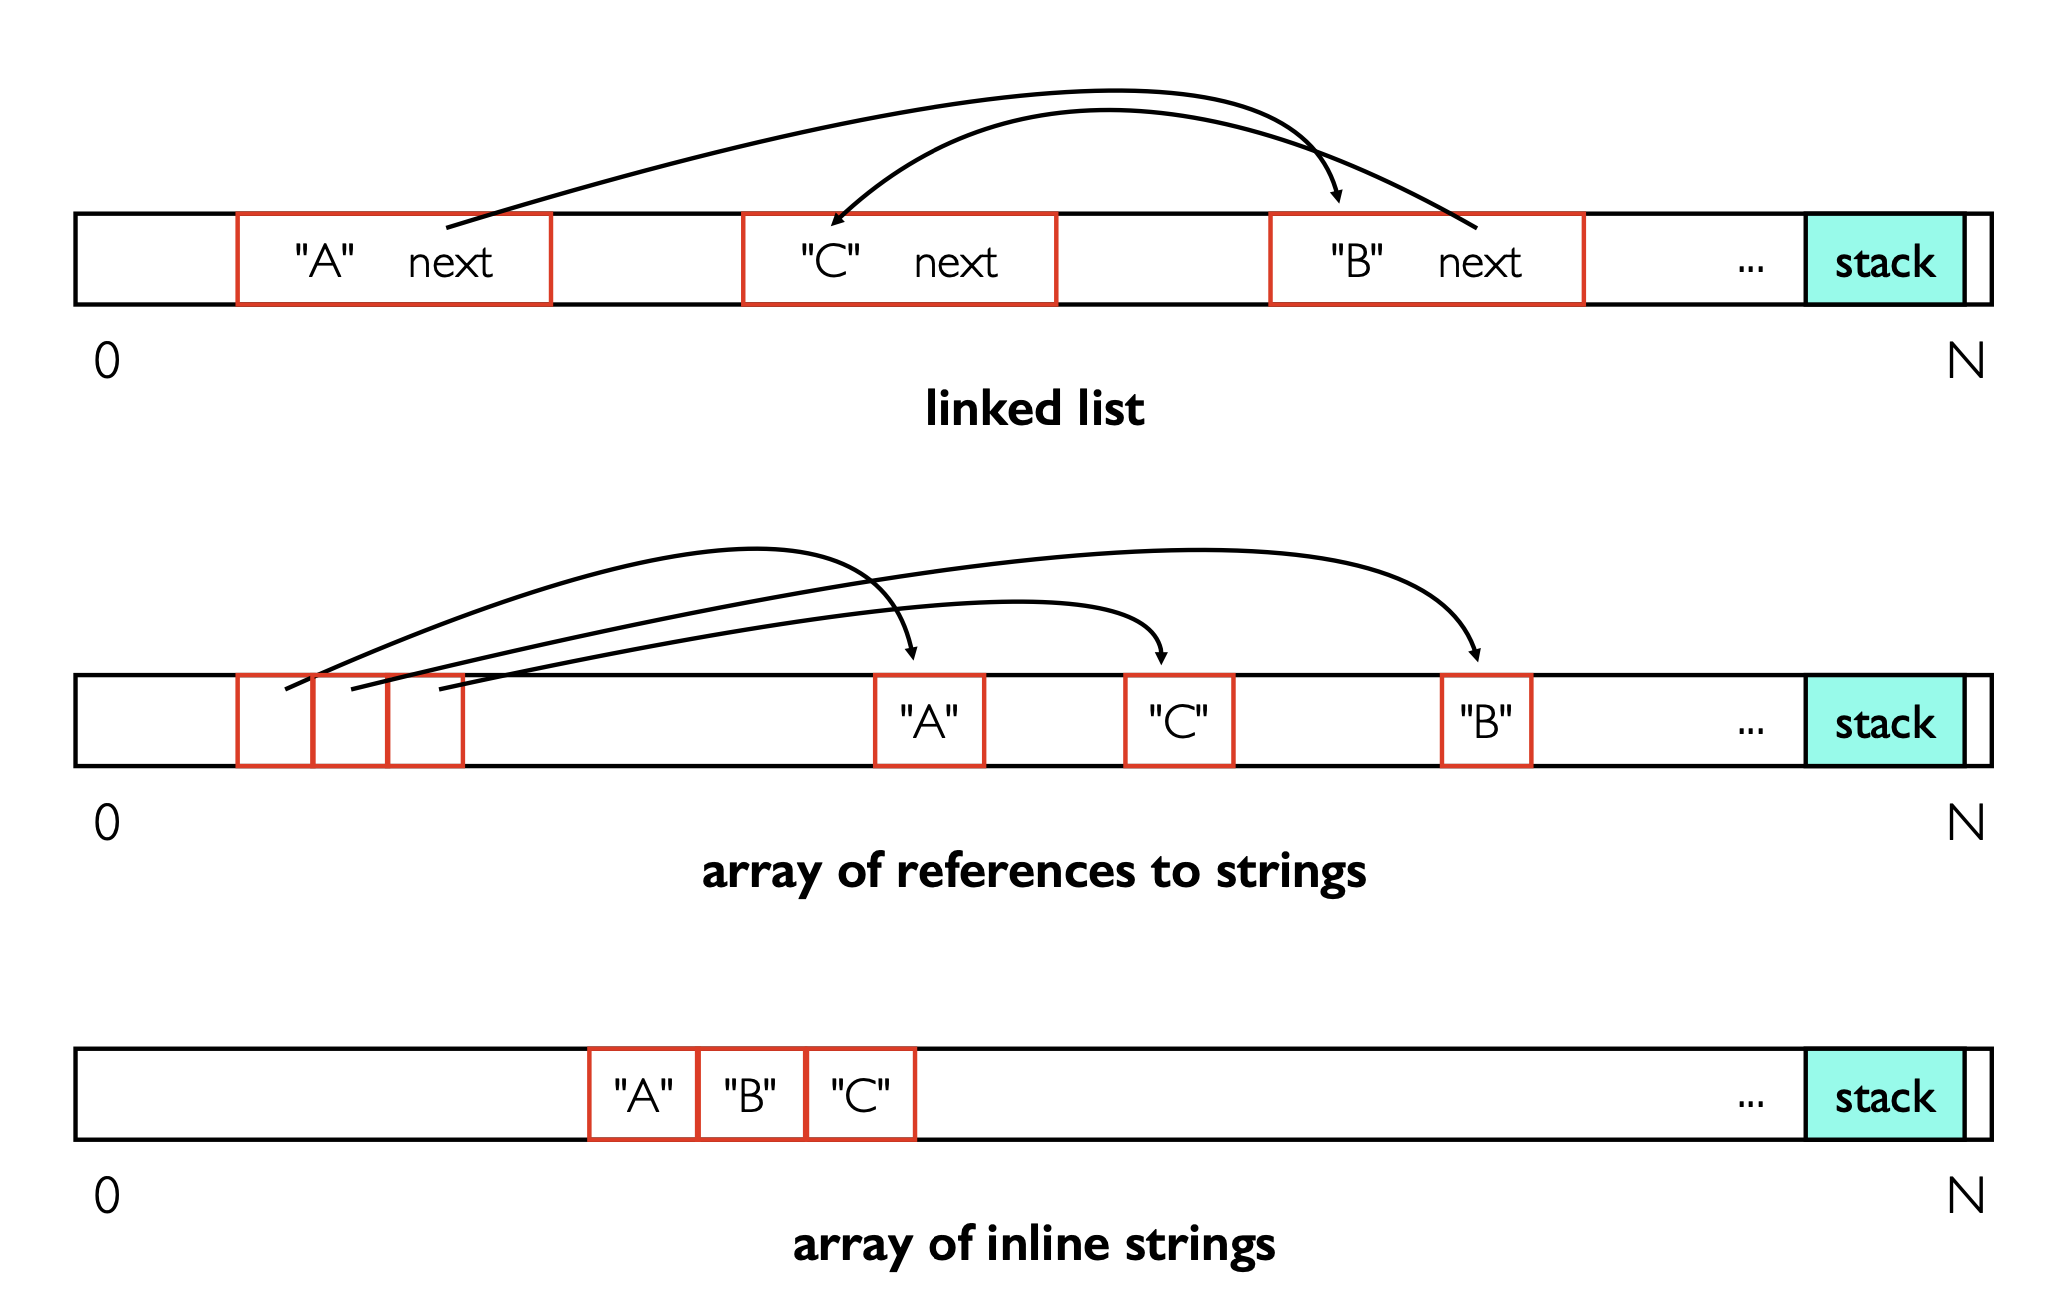 "A" next "C" next "B" next ... stack
0 N
linked list
"A" "C" "B" ... stack
0 N
array of references to strings
"A" "B" "C" ... stack
0 N
array of inline strings